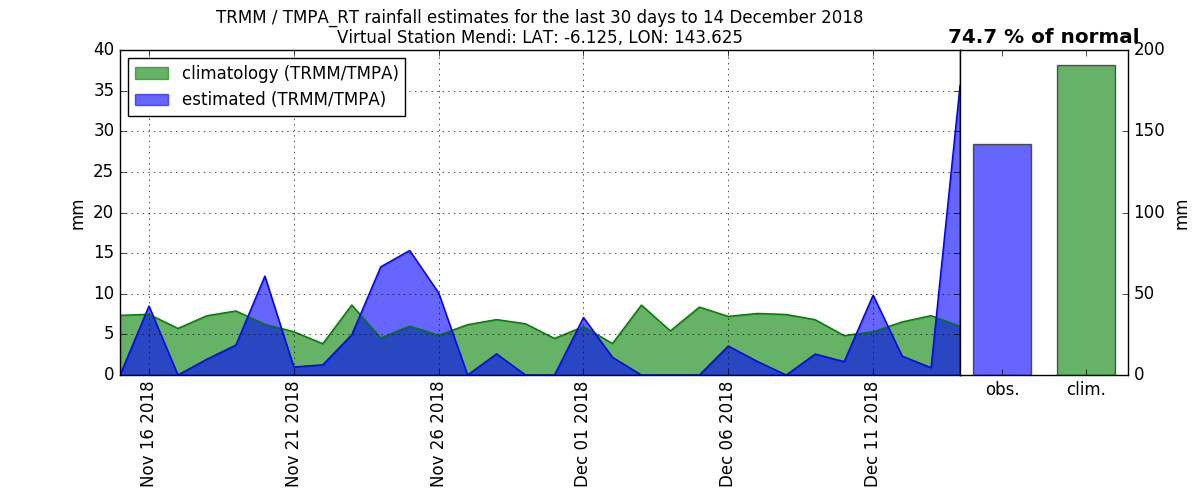 TRMM / TMPA_RT rainfall estimates for the last 30 days to 14 December 2018
Virtual Station Mendi: LAT: -6.125, LON: 143.625
74.7 % of normal
climatology (TRMM/TMPA)
estimated (TRMM/TMPA)
mm
40
35
30
25
20
15
10
5
0
Nov 16 2018
Nov 21 2018
Nov 26 2018
Dec 01 2018
Dec 06 2018
Dec 11 2018
obs.
clim.
200
150
100
50
0
mm